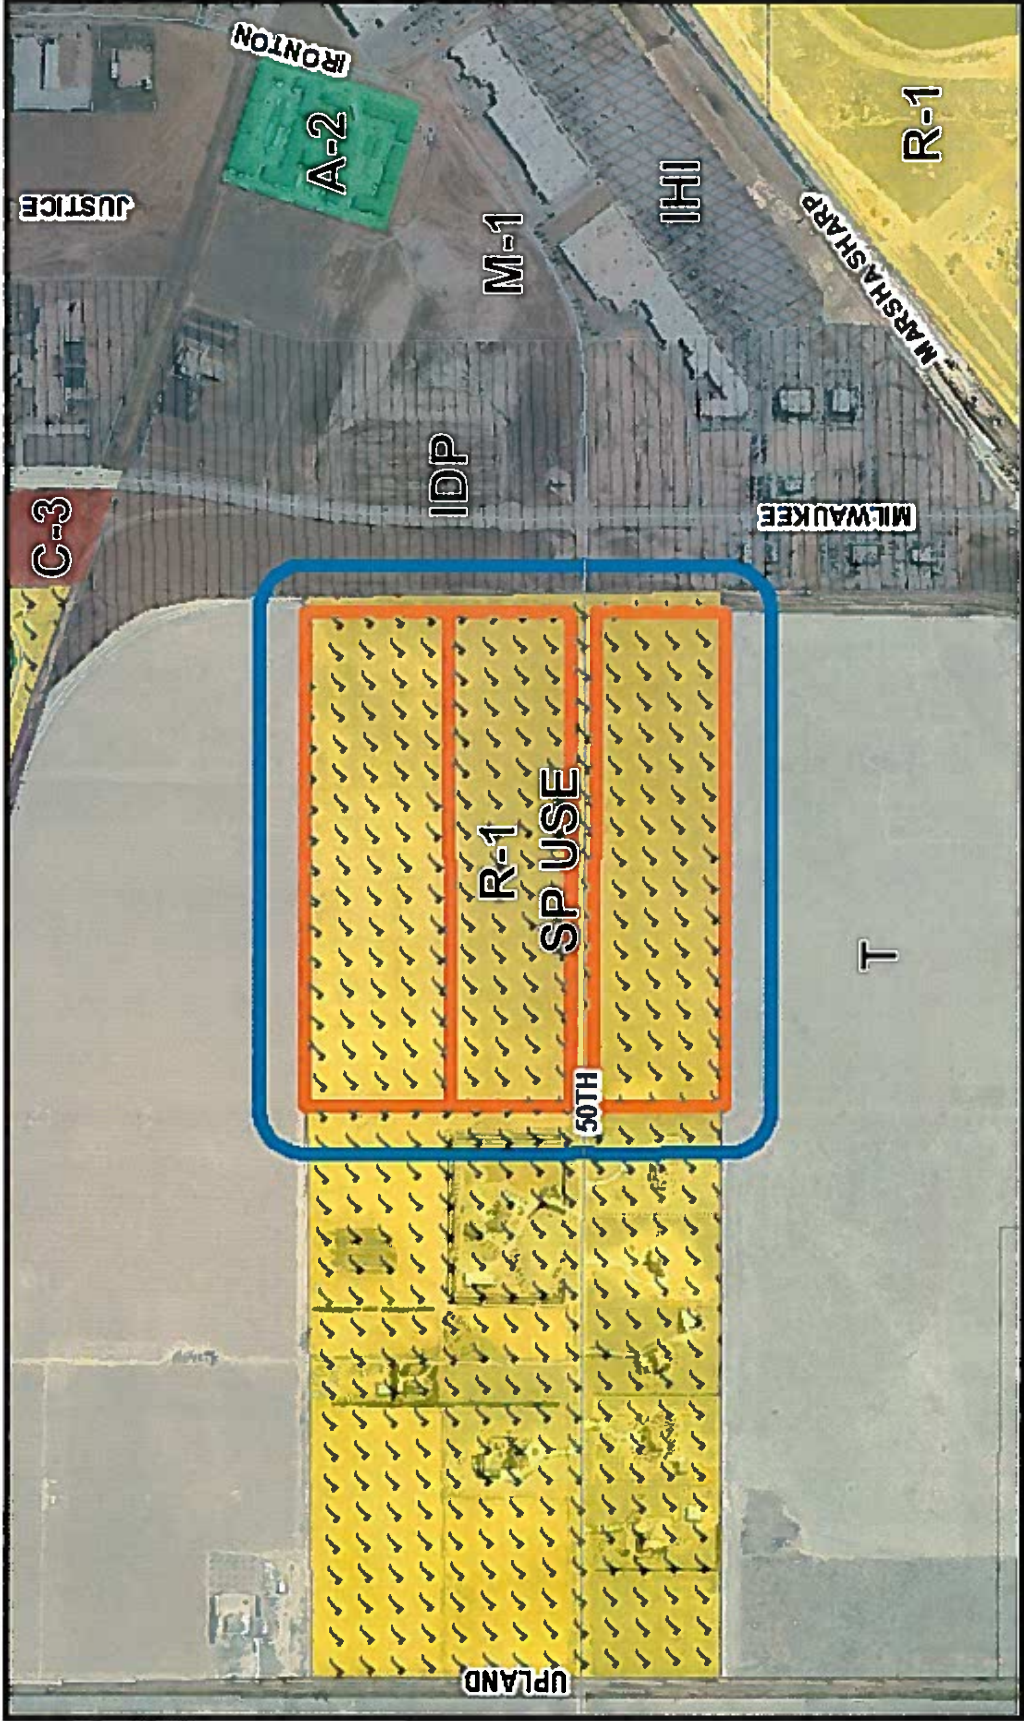 IRONTON
A-2
JUSTICE
R-1
IHI
M-1
MARSHA SHARP
IDP
C-3
MILWAUKEE
R-1
SP USE
T
50TH
UPLAND